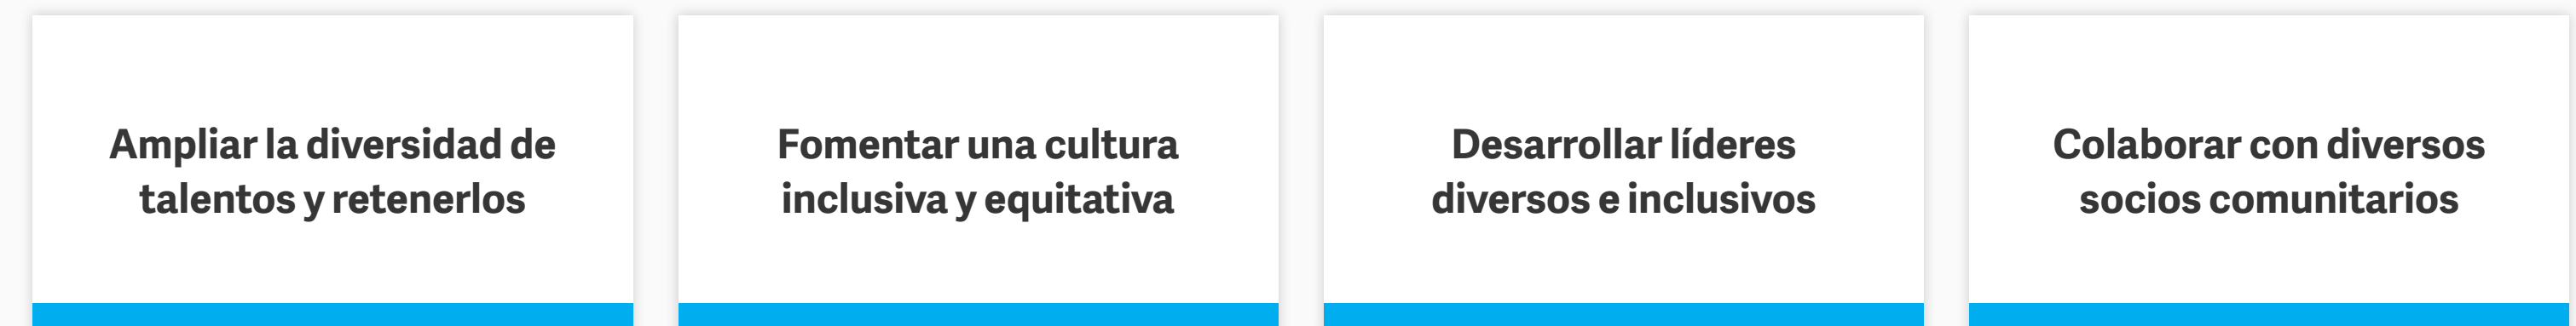 Ampliar la diversidad de
talentos y retenerlos
Fomentar una cultura
inclusiva y equitativa
Desarrollar líderes
diversos e inclusivos
Colaborar con diversos
socios comunitarios